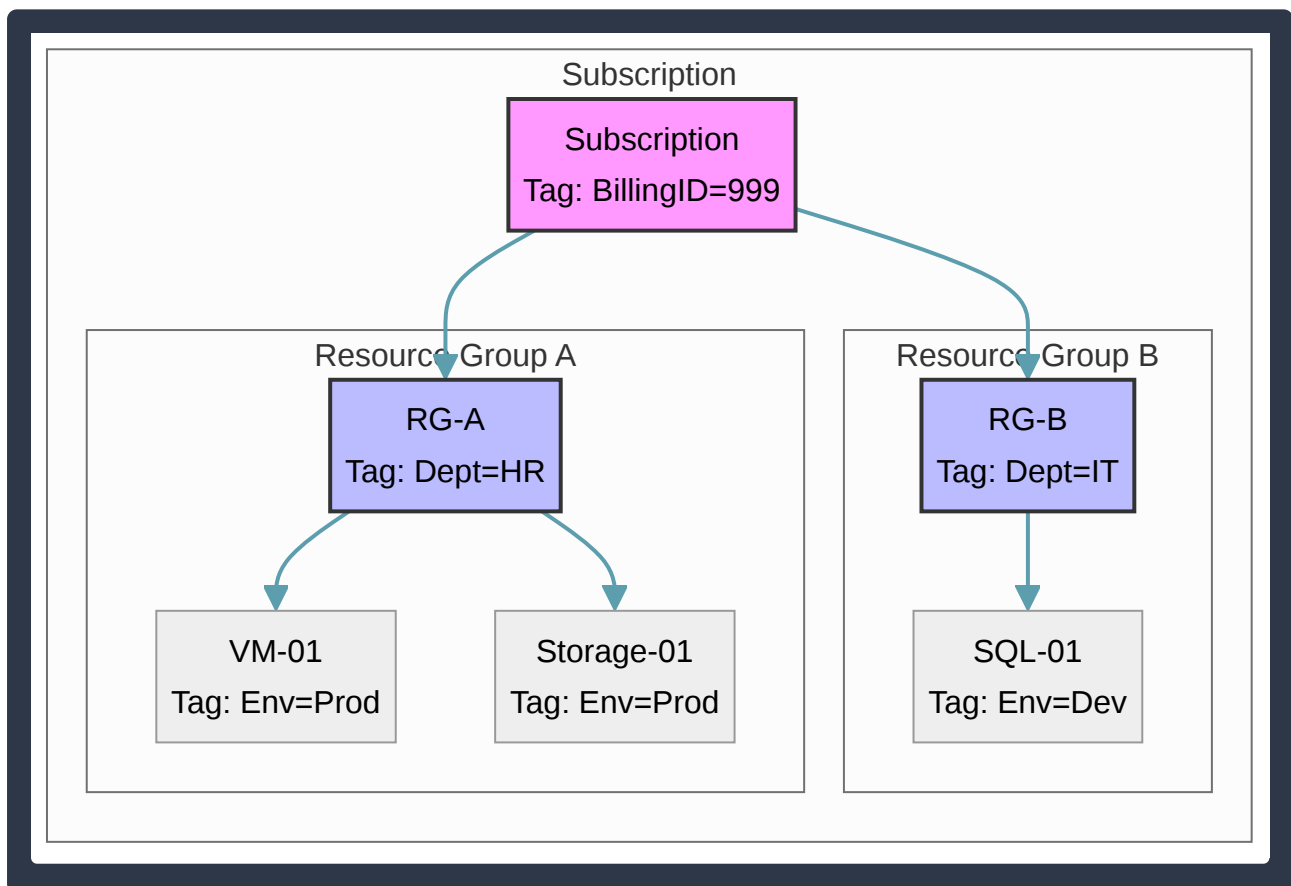 Subscription
Subscription
Tag: BillingID=999
Resource Group A
RG-A
Tag: Dept=HR
VM-01
Tag: Env=Prod
Storage-01
Tag: Env=Prod
Resource Group B
RG-B
Tag: Dept=IT
SQL-01
Tag: Env=Dev